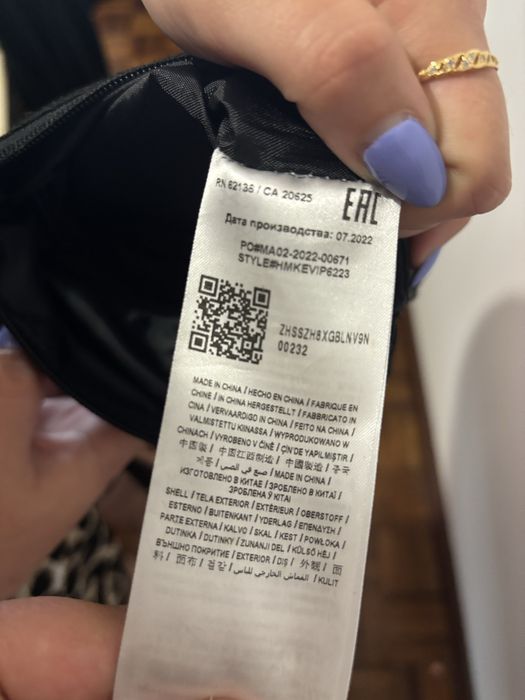 RN 62136 / CA 20625
EAC
Дата производства: 07.2022
PO#MA02-2022-00671
STYLE#HMKEVIP6223
ZHSSZH8XGBLNV9N
00232
MADE IN CHINA / HECHO EN CHINA / FABRIQUE EN
CHINE / IN CHINA HERGESTELLT / FABBRICATO IN
CINA / VERVAARDIGD IN CHINA / FEITO NA CHINA /
VALMISTETTU KIINASSA / WYPRODUKOWANO W
CHINACH / VYROBENO V ČÍNĚ / ÇİN'DE YAPILMIŞTIR /
中国製 / 中国江西制造 / 中國製造 / 중국
제품 / صنع في الصين / MADE IN CHINA /
ИЗГОТОВЛЕНО В КИТАЕ / ЗРОБЛЕНО В КИТАЇ /
ЗРОБЛЕНА Ў КІТАІ
SHELL / TELA EXTERIOR / EXTÉRIEUR / OBERSTOFF /
ESTERNO / BUITENKANT / YDERLAG / ΕΠΕΝΔΥΣΗ /
PARTE EXTERNA / KALVO / SKAL / KEST / POWŁOKA /
DUTINKA / DUTINKY / ZUNANJI DEL / KÜLSŐ HÉJ /
ВЪНШНО ПОКРИТИЕ / EXTERIOR / DIŞ / 外観 / 面
料 / 面布 / 겉감 / القماش الخارجي للباس / KULIT